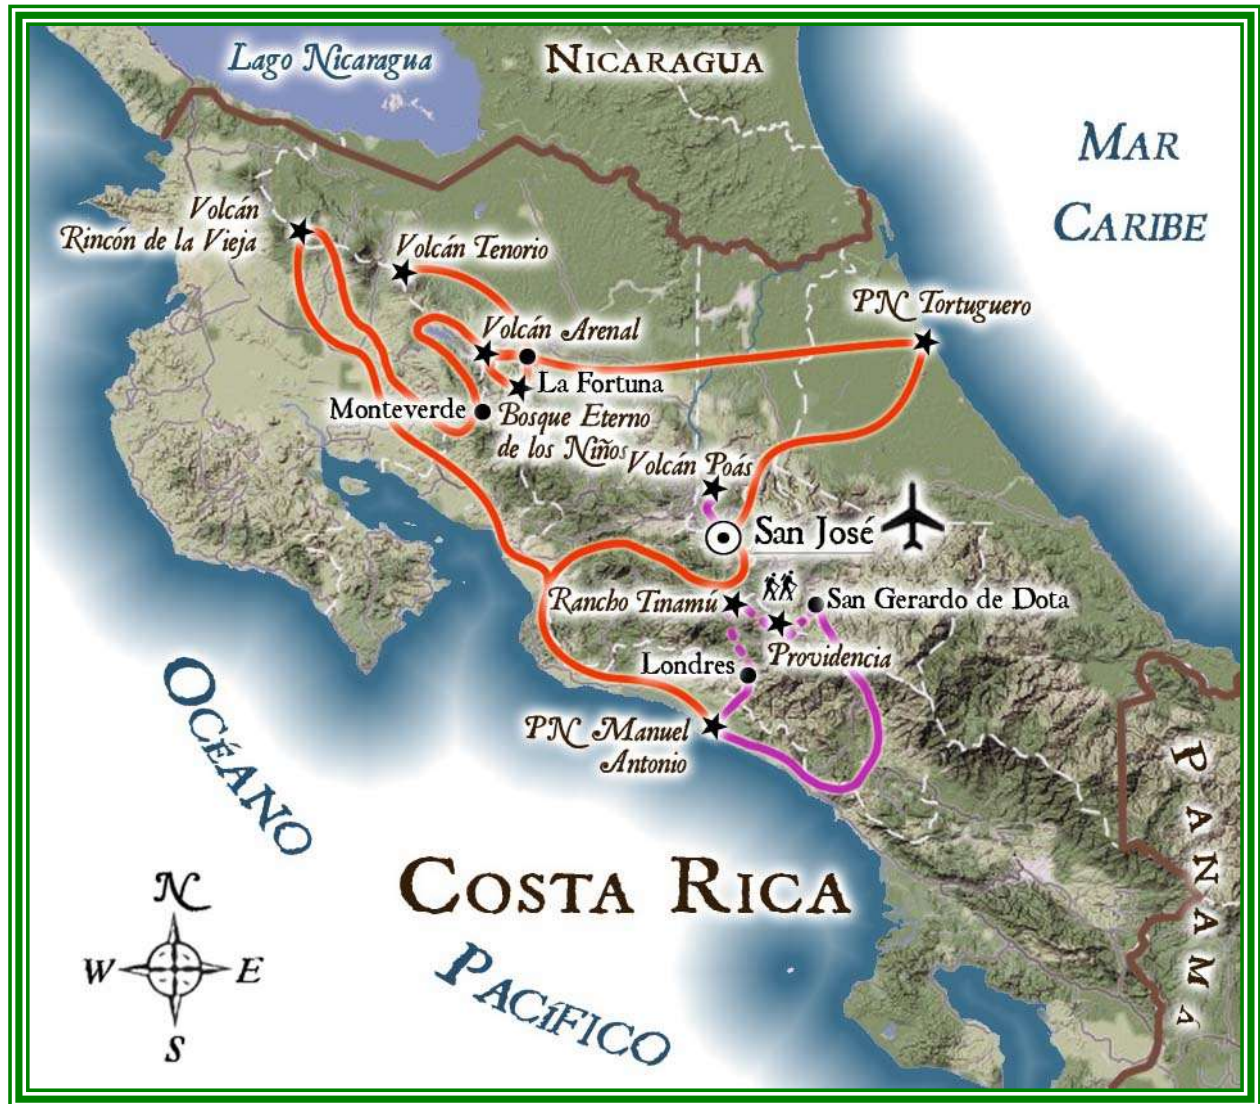 Lago Nicaragua
NICARAGUA
MAR
CARIBE
Volcán
Rincón de la Vieja
Volcán Tenorio
PN Tortuguero
Volcán Arenal
La Fortuna
Monteverde
Bosque Eterno
de los Niños
Volcán Poás
San José
Rancho Tinamú
San Gerardo de Dota
Londres
Providencia
PN Manuel
Antonio
OCÉANO
PACÍFICO
COSTA RICA
PANAMÁ
N
W
E
S